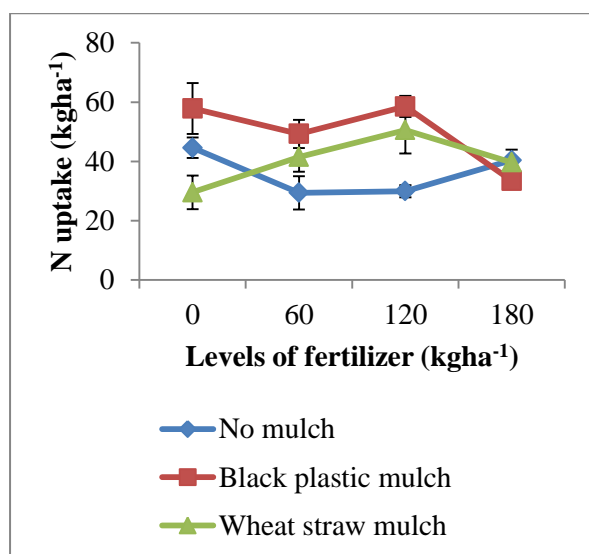 N uptake (kgha⁻¹)
80
60
40
20
0
0 60 120 180
Levels of fertilizer (kgha⁻¹)
No mulch
Black plastic mulch
Wheat straw mulch